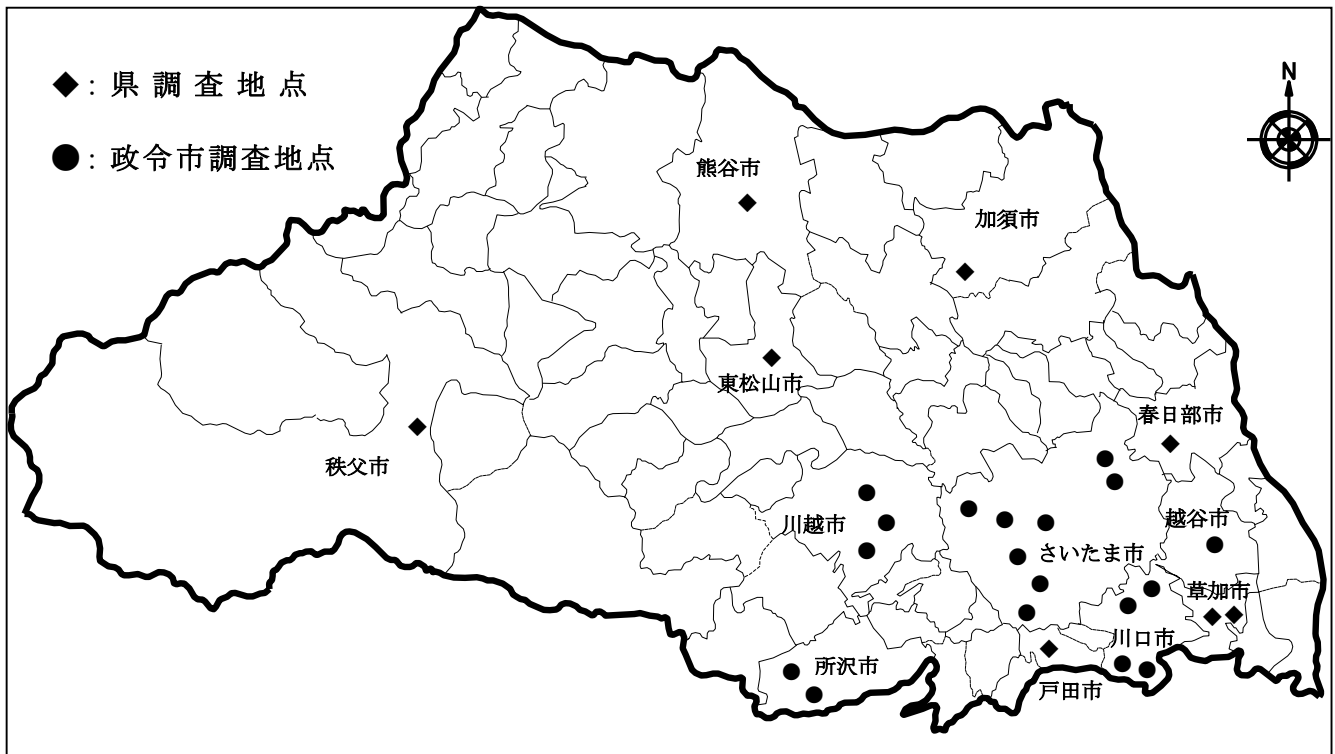 ◆：県調査地点
●：政令市調査地点
N
熊谷市
加須市
東松山市
春日部市
秩父市
川越市
越谷市
さいたま市
草加市
川口市
所沢市
戸田市